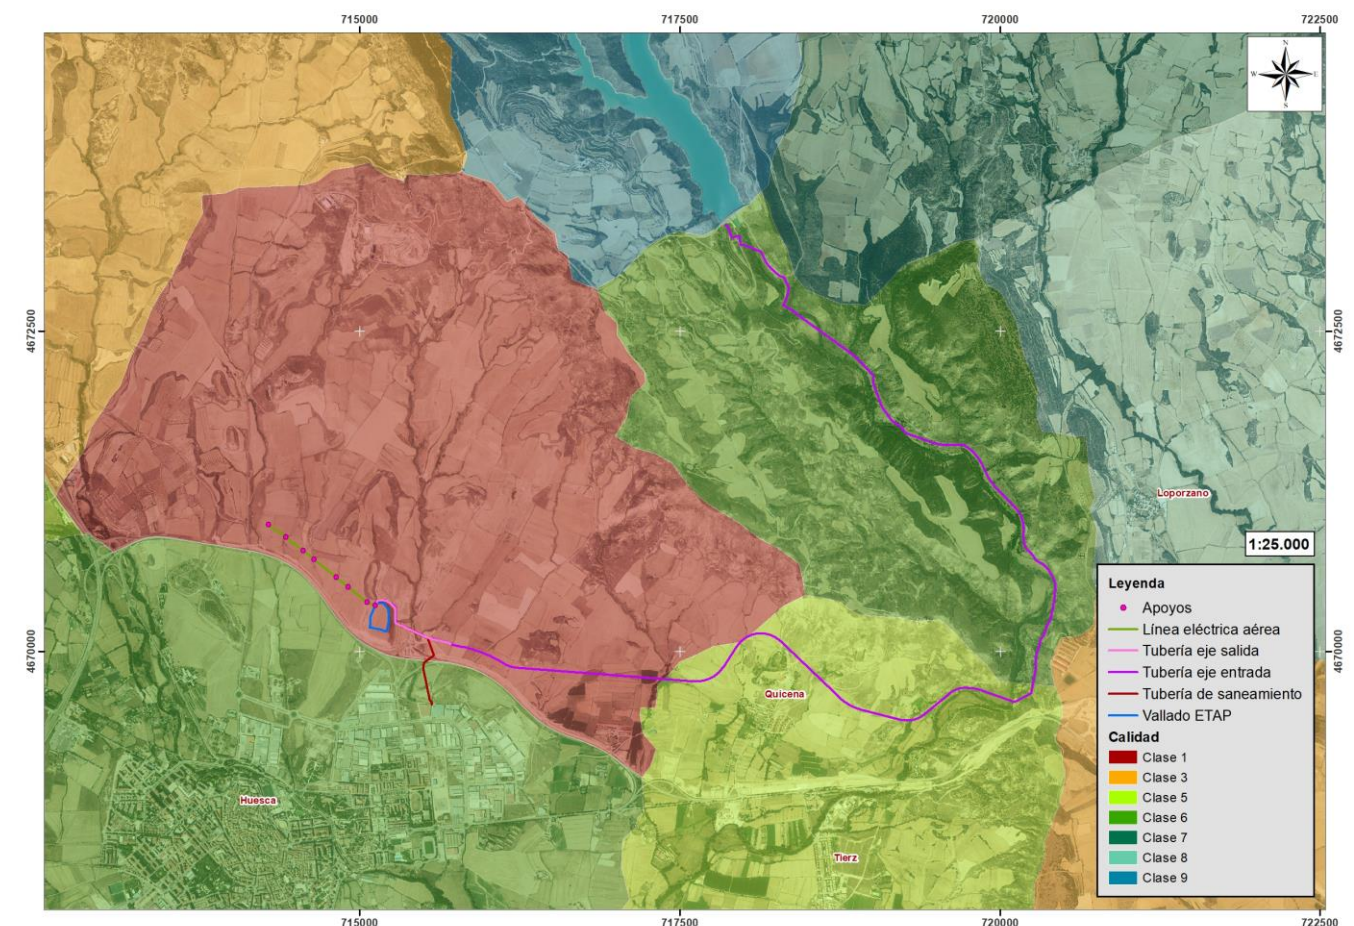 715000
717500
720000
722500
N
W
E
S
4672500
4672500
Loporzano
1:25.000
Leyenda
Apoyos
Línea eléctrica aérea
Tubería eje salida
Tubería eje entrada
Tubería de saneamiento
Vallado ETAP
Calidad
Clase 1
Clase 3
Clase 5
Clase 6
Clase 7
Clase 8
Clase 9
4670000
4670000
Quicena
Huesca
Tierz
715000
717500
720000
722500